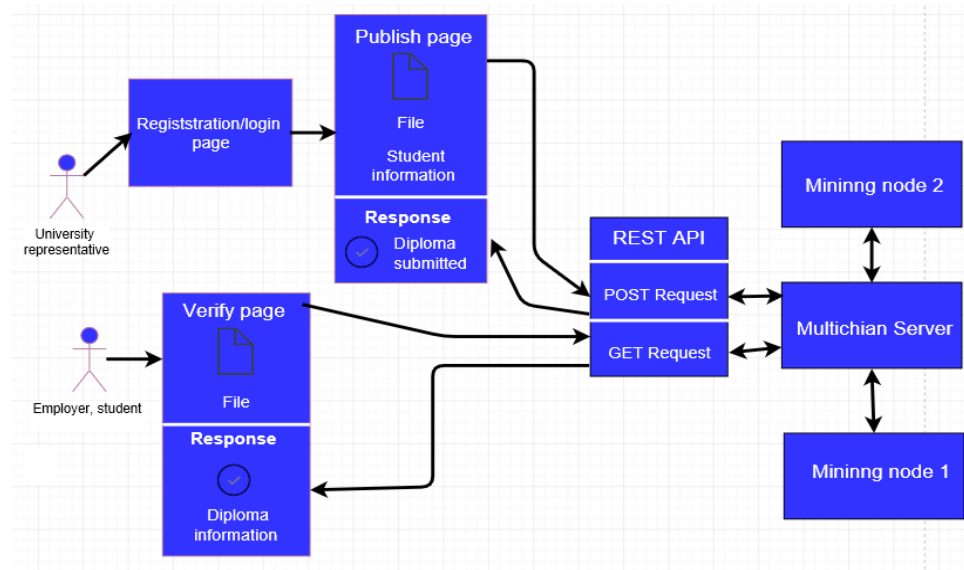 Publish page
File
Student
information
Response
Diploma
submitted
Registstration/login
page
University
representative
Verify page
File
Response
Diploma
information
Employer, student
REST API
POST Request
GET Request
Mininng node 2
Multichian Server
Mininng node 1